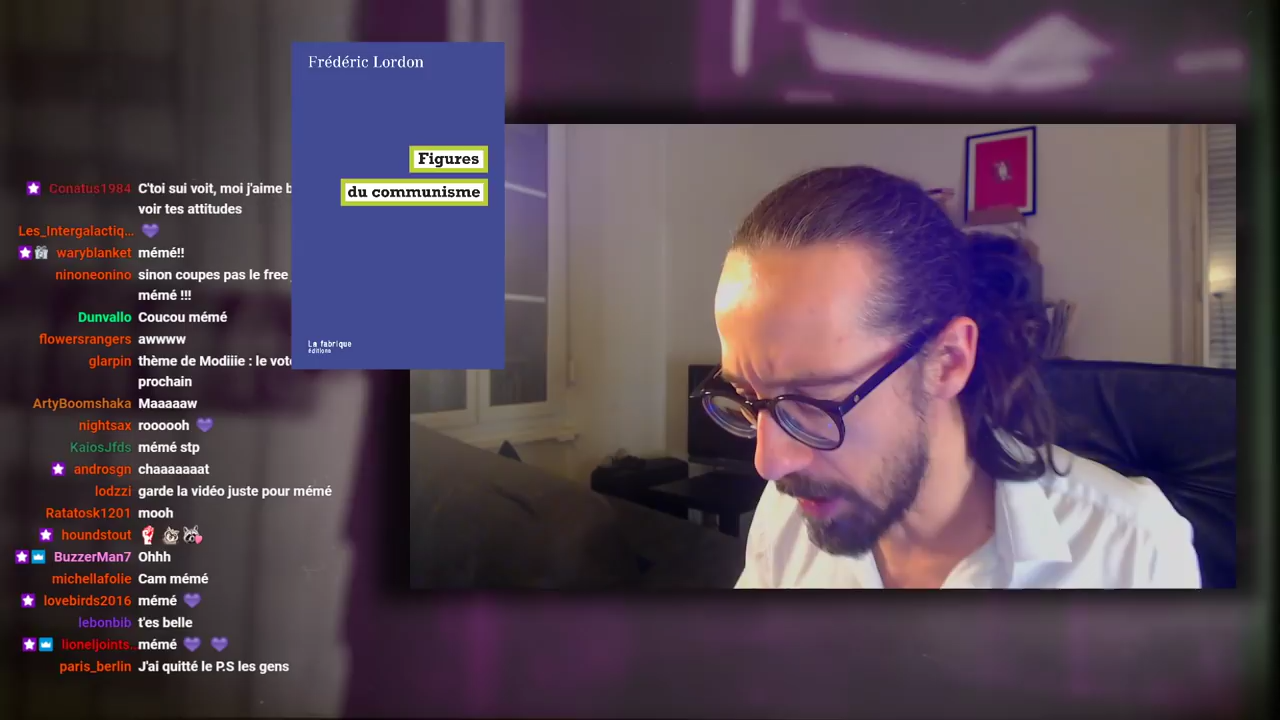 Frédéric Lordon
Figures
du communisme
La fabrique
éditions
Conatus1984 C'toi sui voit, moi j'aime b
voir tes attitudes
Les_Intergalactiq...
waryblanket mémé!!
ninoneonino sinon coupes pas le free
mémé !!!
Dunvallo Coucou mémé
flowersrangers awwww
glarpin thème de Modiiie : le vote
prochain
ArtyBoomshaka Maaaaaw
nightsax roooooh
KaiosJfds mémé stp
androsgn chaaaaaaat
lodzzi garde la vidéo juste pour mémé
Ratatosk1201 mooh
houndstout
BuzzerMan7 Ohhh
michellafolie Cam mémé
lovebirds2016 mémé
lebonbib t'es belle
lioneljoints... mémé
paris_berlin J'ai quitté le P.S les gens